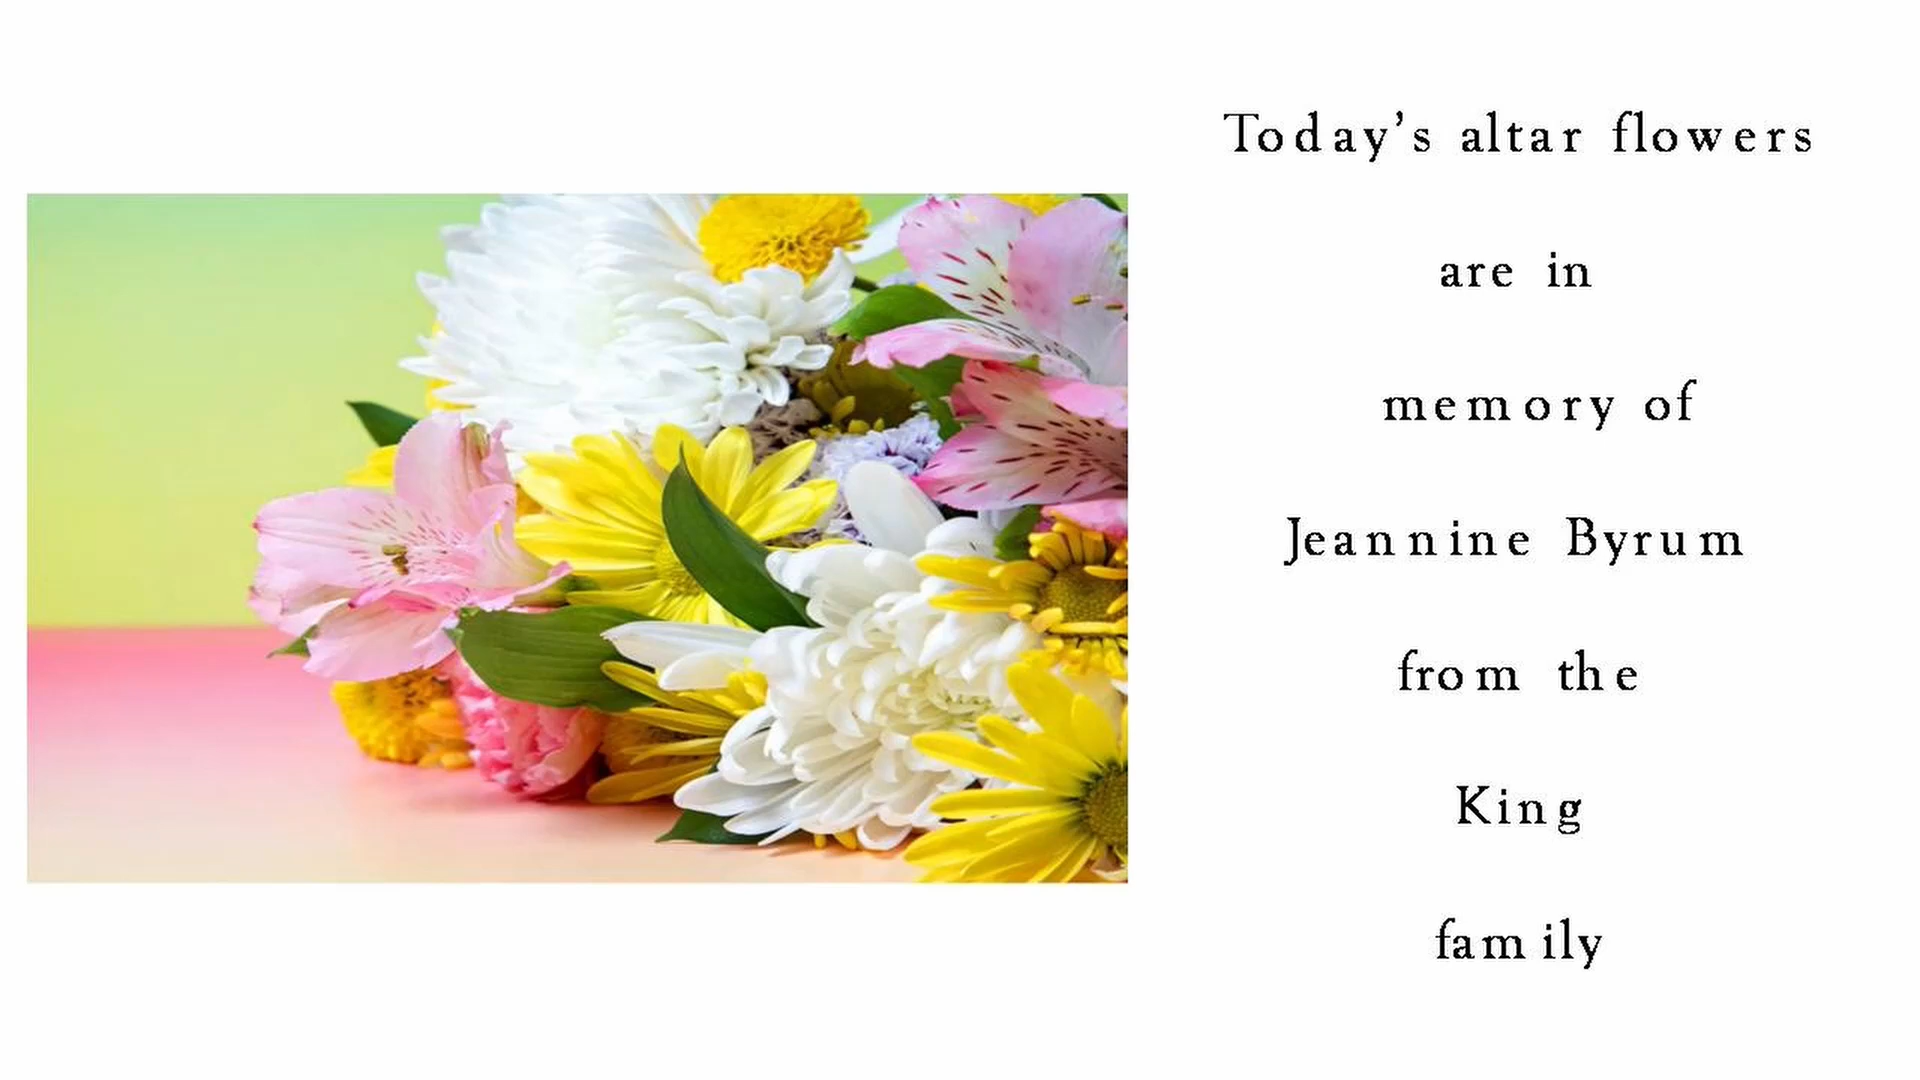 Today’s altar flowers
are in
memory of
Jeannine Byrum
from the
King
family